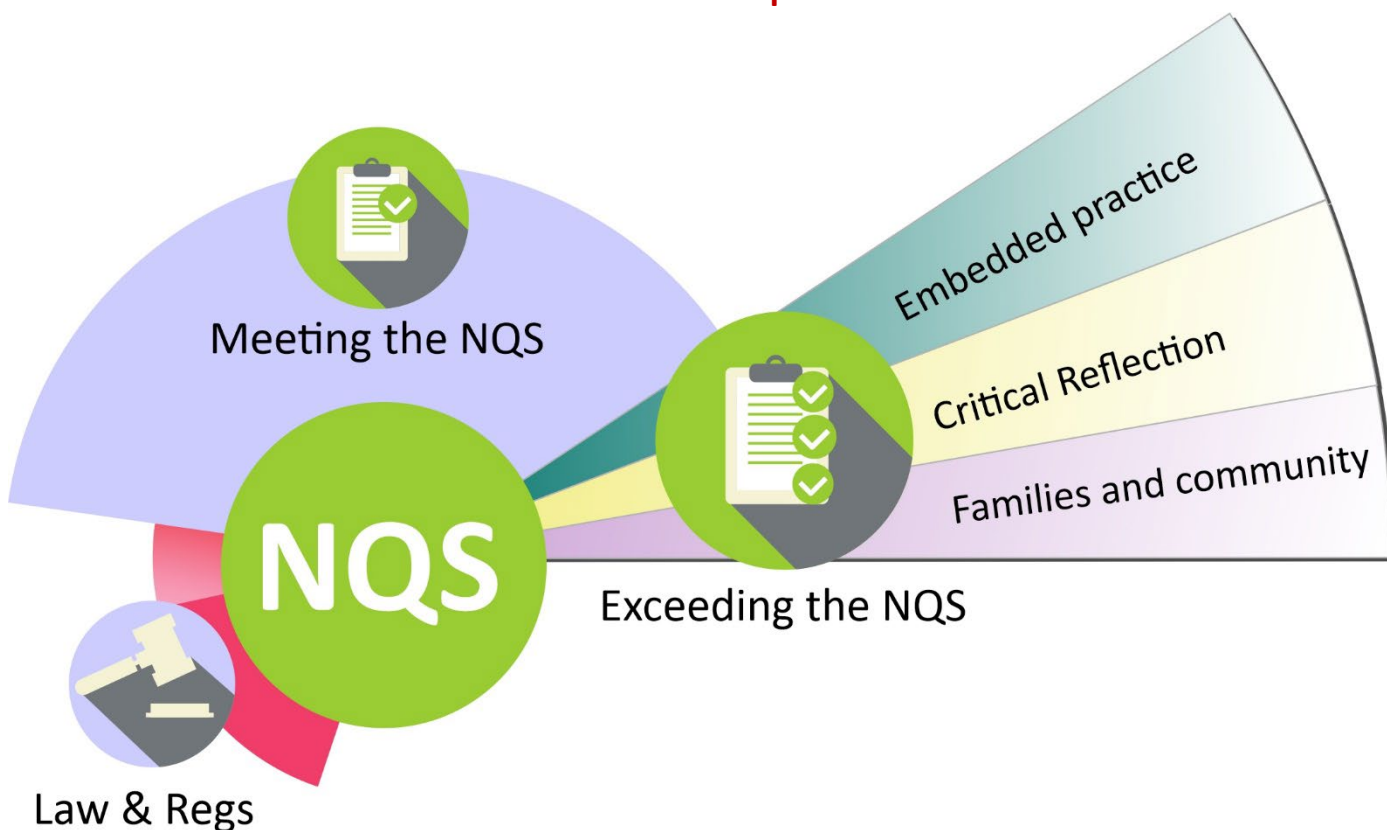 Embedded practice
Meeting the NQS
Critical Reflection
Families and community
NQS
Exceeding the NQS
Law & Regs